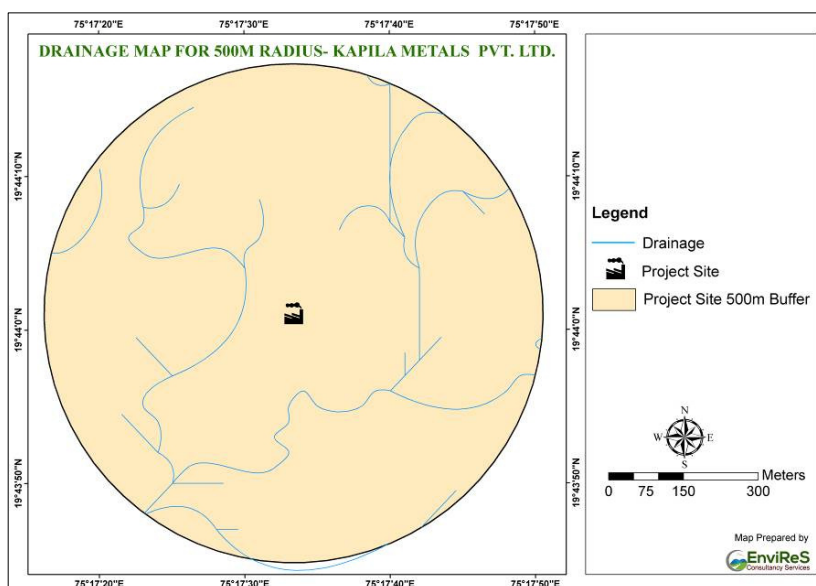 75°17'20"E 75°17'30"E 75°17'40"E 75°17'50"E
DRAINAGE MAP FOR 500M RADIUS- KAPILA METALS PVT. LTD.
19°44'10"N 19°44'10"N
19°44'0"N 19°44'0"N
19°43'50"N 19°43'50"N
75°17'20"E 75°17'30"E 75°17'40"E 75°17'50"E
Legend
Drainage
Project Site
Project Site 500m Buffer
N
W E
S
Meters
0 75 150 300
Map Prepared by
EnviReS
Consultancy Services